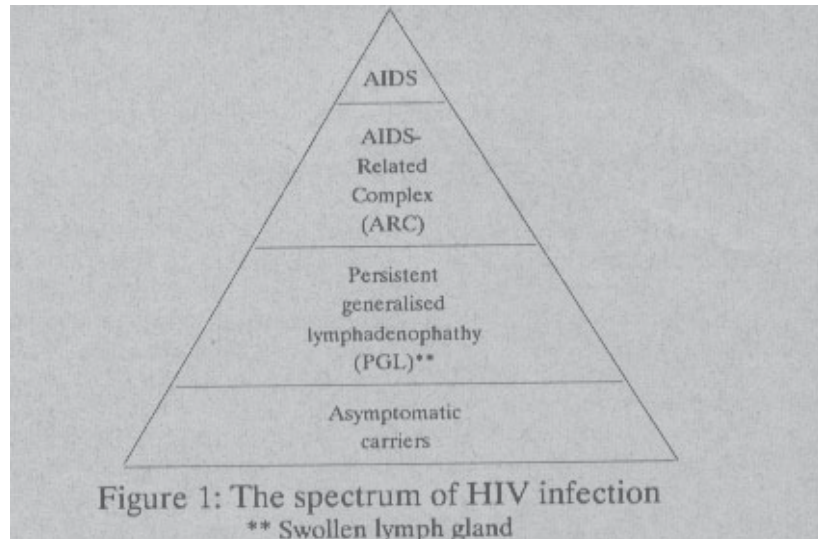 AIDS
AIDS-
Related
Complex
(ARC)
Persistent
generalised
lymphadenophathy
(PGL)**
Asymptomatic
carriers
Figure 1: The spectrum of HIV infection
** Swollen lymph gland